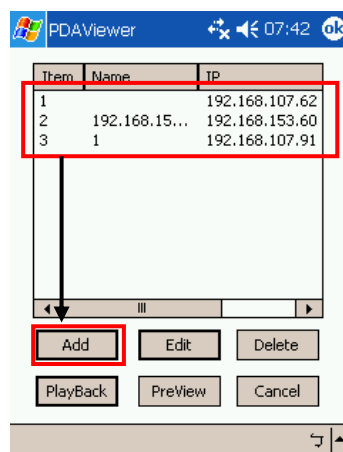 PDAViewer 07:42 ok
Item Name IP
1 192.168.107.62
2 192.168.15... 192.168.153.60
3 1 192.168.107.91
Add Edit Delete
PlayBack PreView Cancel